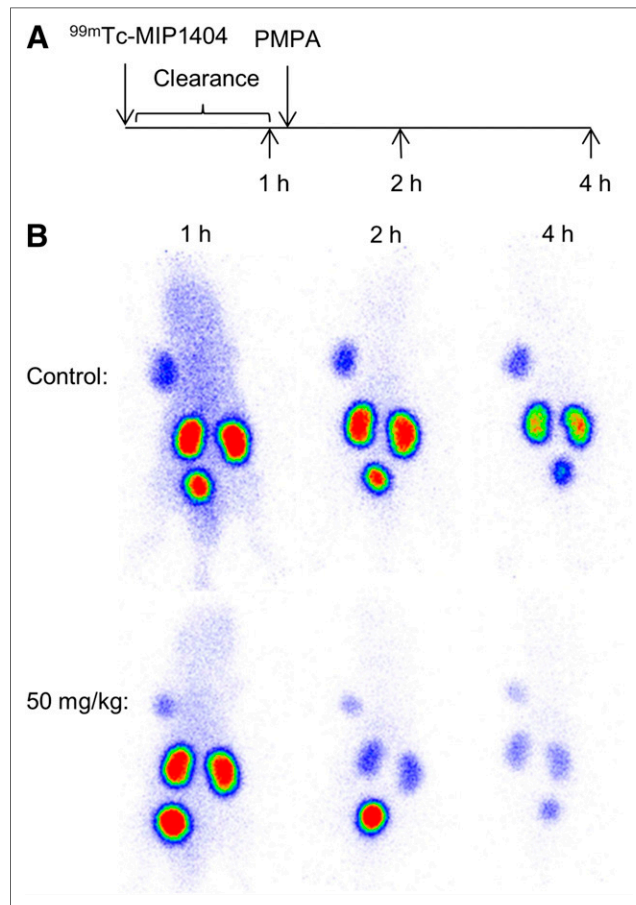 A
99mTc-MIP1404 PMPA
Clearance
1 h 2 h 4 h
B
1 h 2 h 4 h
Control:
50 mg/kg: